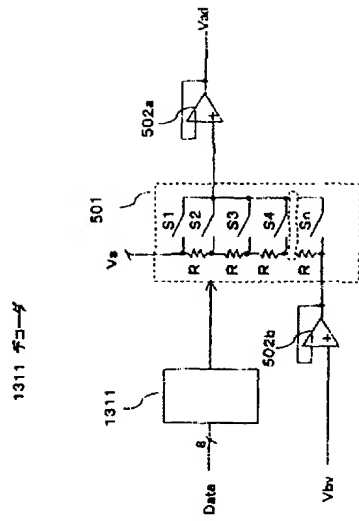 1311 デコーダ
Vs
501
502a
Vad
S1
S2
S3
S4
Sn
R
R
R
R
1311
8
Data
502b
Vbv